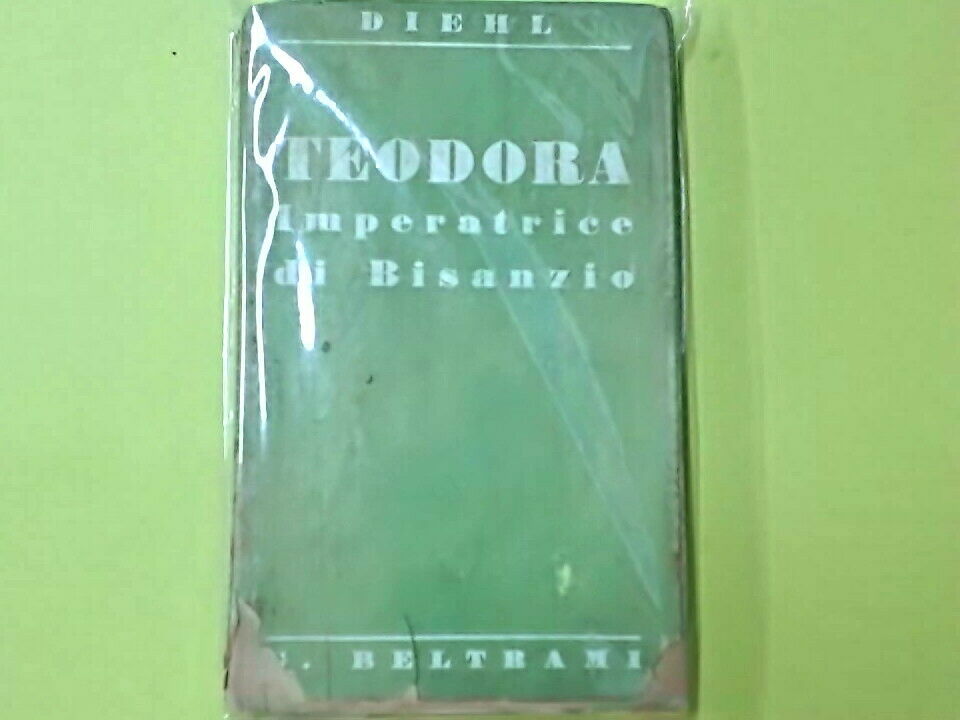 DIEHL
TEODORA
Imperatrice
di Bisanzio
BELTRAMI